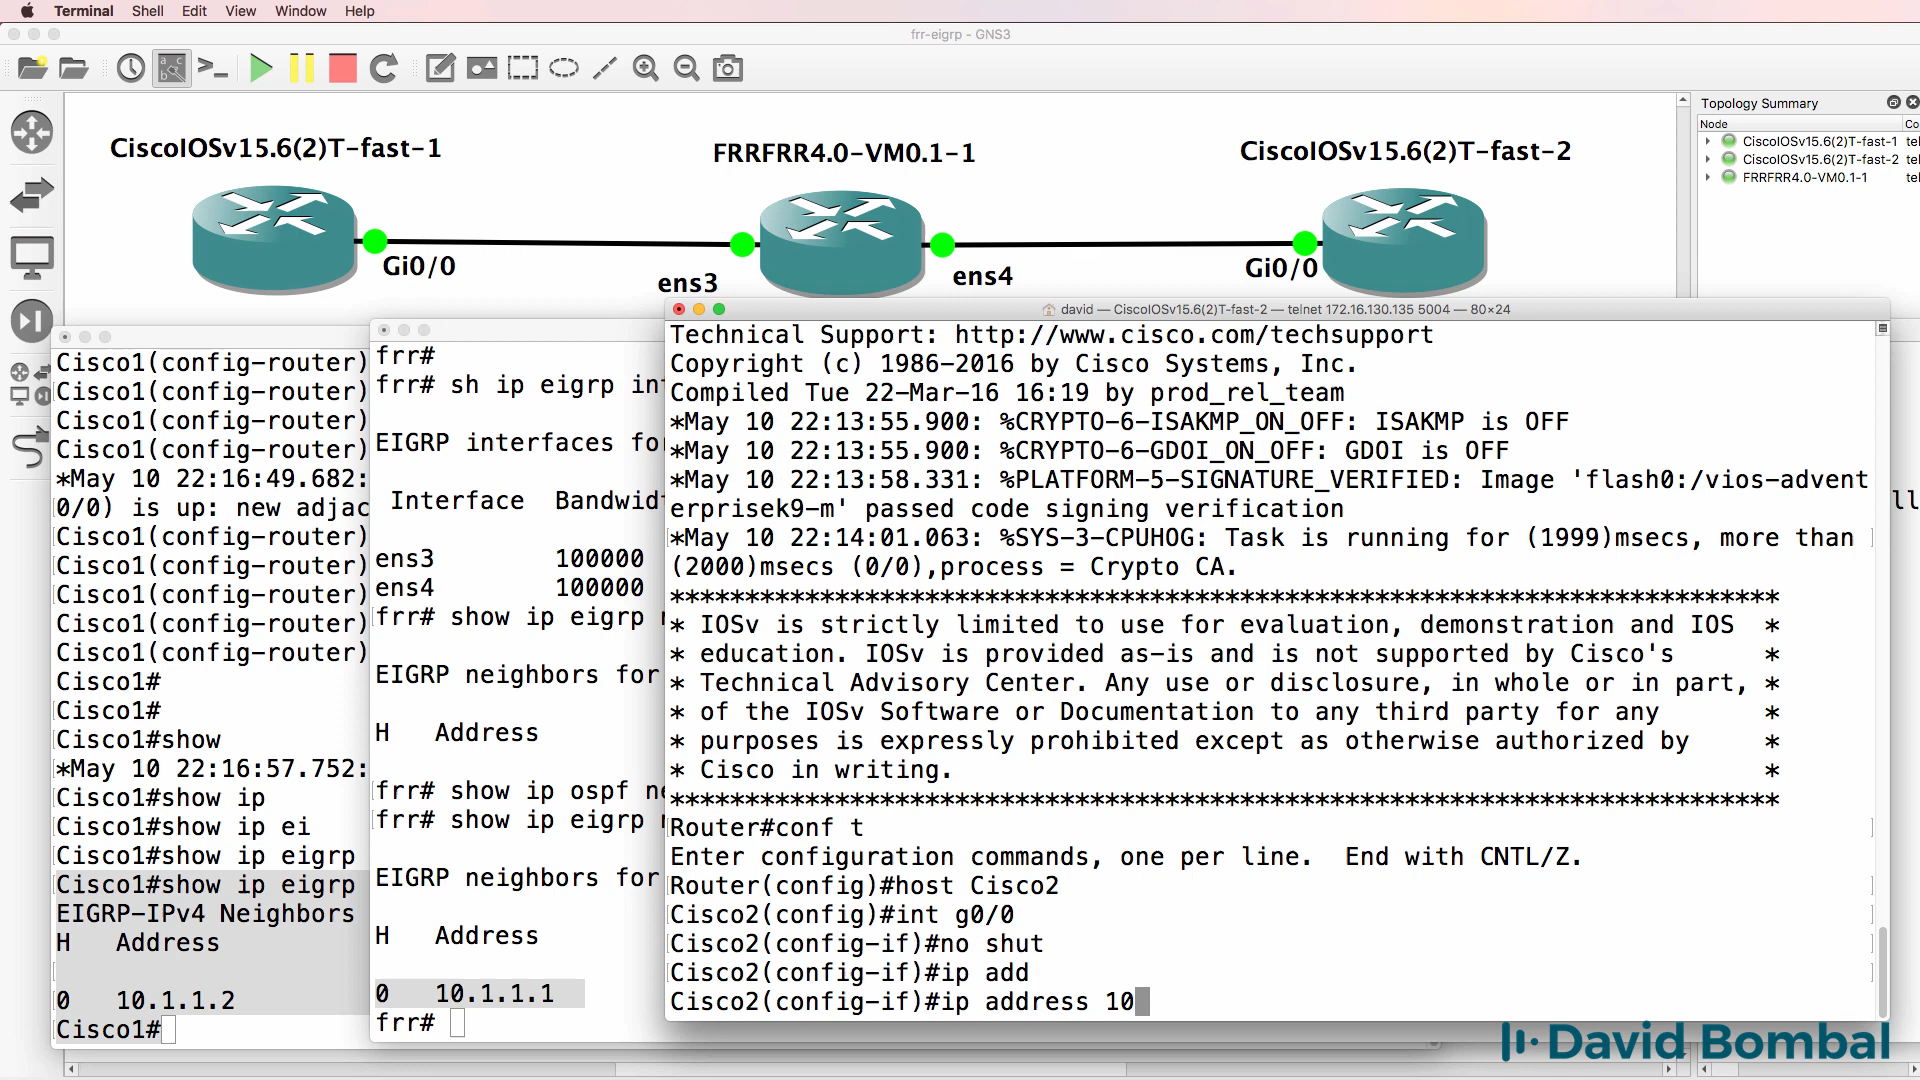 Terminal Shell Edit View Window Help
frr-eigrp - GNS3
CiscoIOSv15.6(2)T-fast-1
FRRFRR4.0-VM0.1-1
CiscoIOSv15.6(2)T-fast-2
Gi0/0
ens3
ens4
Gi0/0
Topology Summary
Node Co
CiscoIOSv15.6(2)T-fast-1 tel
CiscoIOSv15.6(2)T-fast-2 tel
FRRFRR4.0-VM0.1-1 tel
Cisco1(config-router)
Cisco1(config-router)
Cisco1(config-router)
Cisco1(config-router)
*May 10 22:16:49.682:
0/0) is up: new adjac
Cisco1(config-router)
Cisco1(config-router)
Cisco1(config-router)
Cisco1(config-router)
Cisco1(config-router)
Cisco1#
Cisco1#
Cisco1#show
*May 10 22:16:57.752:
Cisco1#show ip
Cisco1#show ip ei
Cisco1#show ip eigrp
Cisco1#show ip eigrp
EIGRP-IPv4 Neighbors
H Address
0 10.1.1.2
Cisco1#
frr#
frr# sh ip eigrp int
EIGRP interfaces for
Interface Bandwidt
ens3 100000
ens4 100000
frr# show ip eigrp n
EIGRP neighbors for
H Address
frr# show ip ospf ne
frr# show ip eigrp n
EIGRP neighbors for
H Address
0 10.1.1.1
frr#
david — CiscoIOSv15.6(2)T-fast-2 — telnet 172.16.130.135 5004 — 80×24
Technical Support: http://www.cisco.com/techsupport
Copyright (c) 1986-2016 by Cisco Systems, Inc.
Compiled Tue 22-Mar-16 16:19 by prod_rel_team
*May 10 22:13:55.900: %CRYPTO-6-ISAKMP_ON_OFF: ISAKMP is OFF
*May 10 22:13:55.900: %CRYPTO-6-GDOI_ON_OFF: GDOI is OFF
*May 10 22:13:58.331: %PLATFORM-5-SIGNATURE_VERIFIED: Image 'flash0:/vios-advent
erprisek9-m' passed code signing verification
*May 10 22:14:01.063: %SYS-3-CPUHOG: Task is running for (1999)msecs, more than
(2000)msecs (0/0),process = Crypto CA.
**************************************************************************
* IOSv is strictly limited to use for evaluation, demonstration and IOS *
* education. IOSv is provided as-is and is not supported by Cisco's *
* Technical Advisory Center. Any use or disclosure, in whole or in part, *
* of the IOSv Software or Documentation to any third party for any *
* purposes is expressly prohibited except as otherwise authorized by *
* Cisco in writing. *
**************************************************************************
Router#conf t
Enter configuration commands, one per line. End with CNTL/Z.
Router(config)#host Cisco2
Cisco2(config)#int g0/0
Cisco2(config-if)#no shut
Cisco2(config-if)#ip add
Cisco2(config-if)#ip address 10
ll
David Bombal